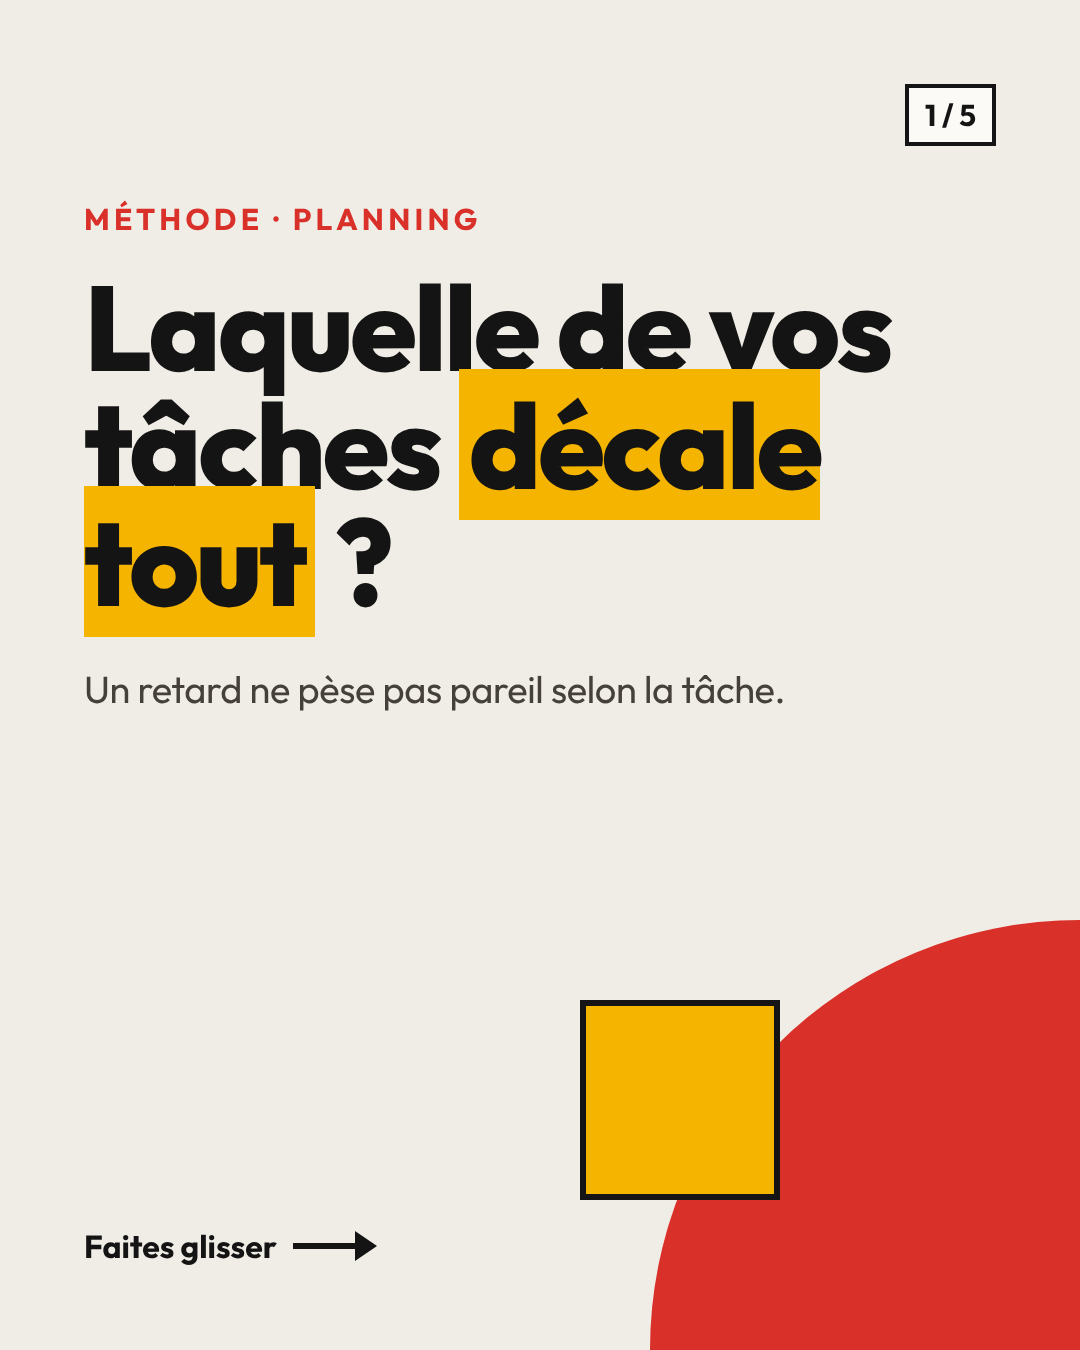 1 / 5
MÉTHODE · PLANNING
Laquelle de vos
tâches décale
tout ?
Un retard ne pèse pas pareil selon la tâche.
Faites glisser